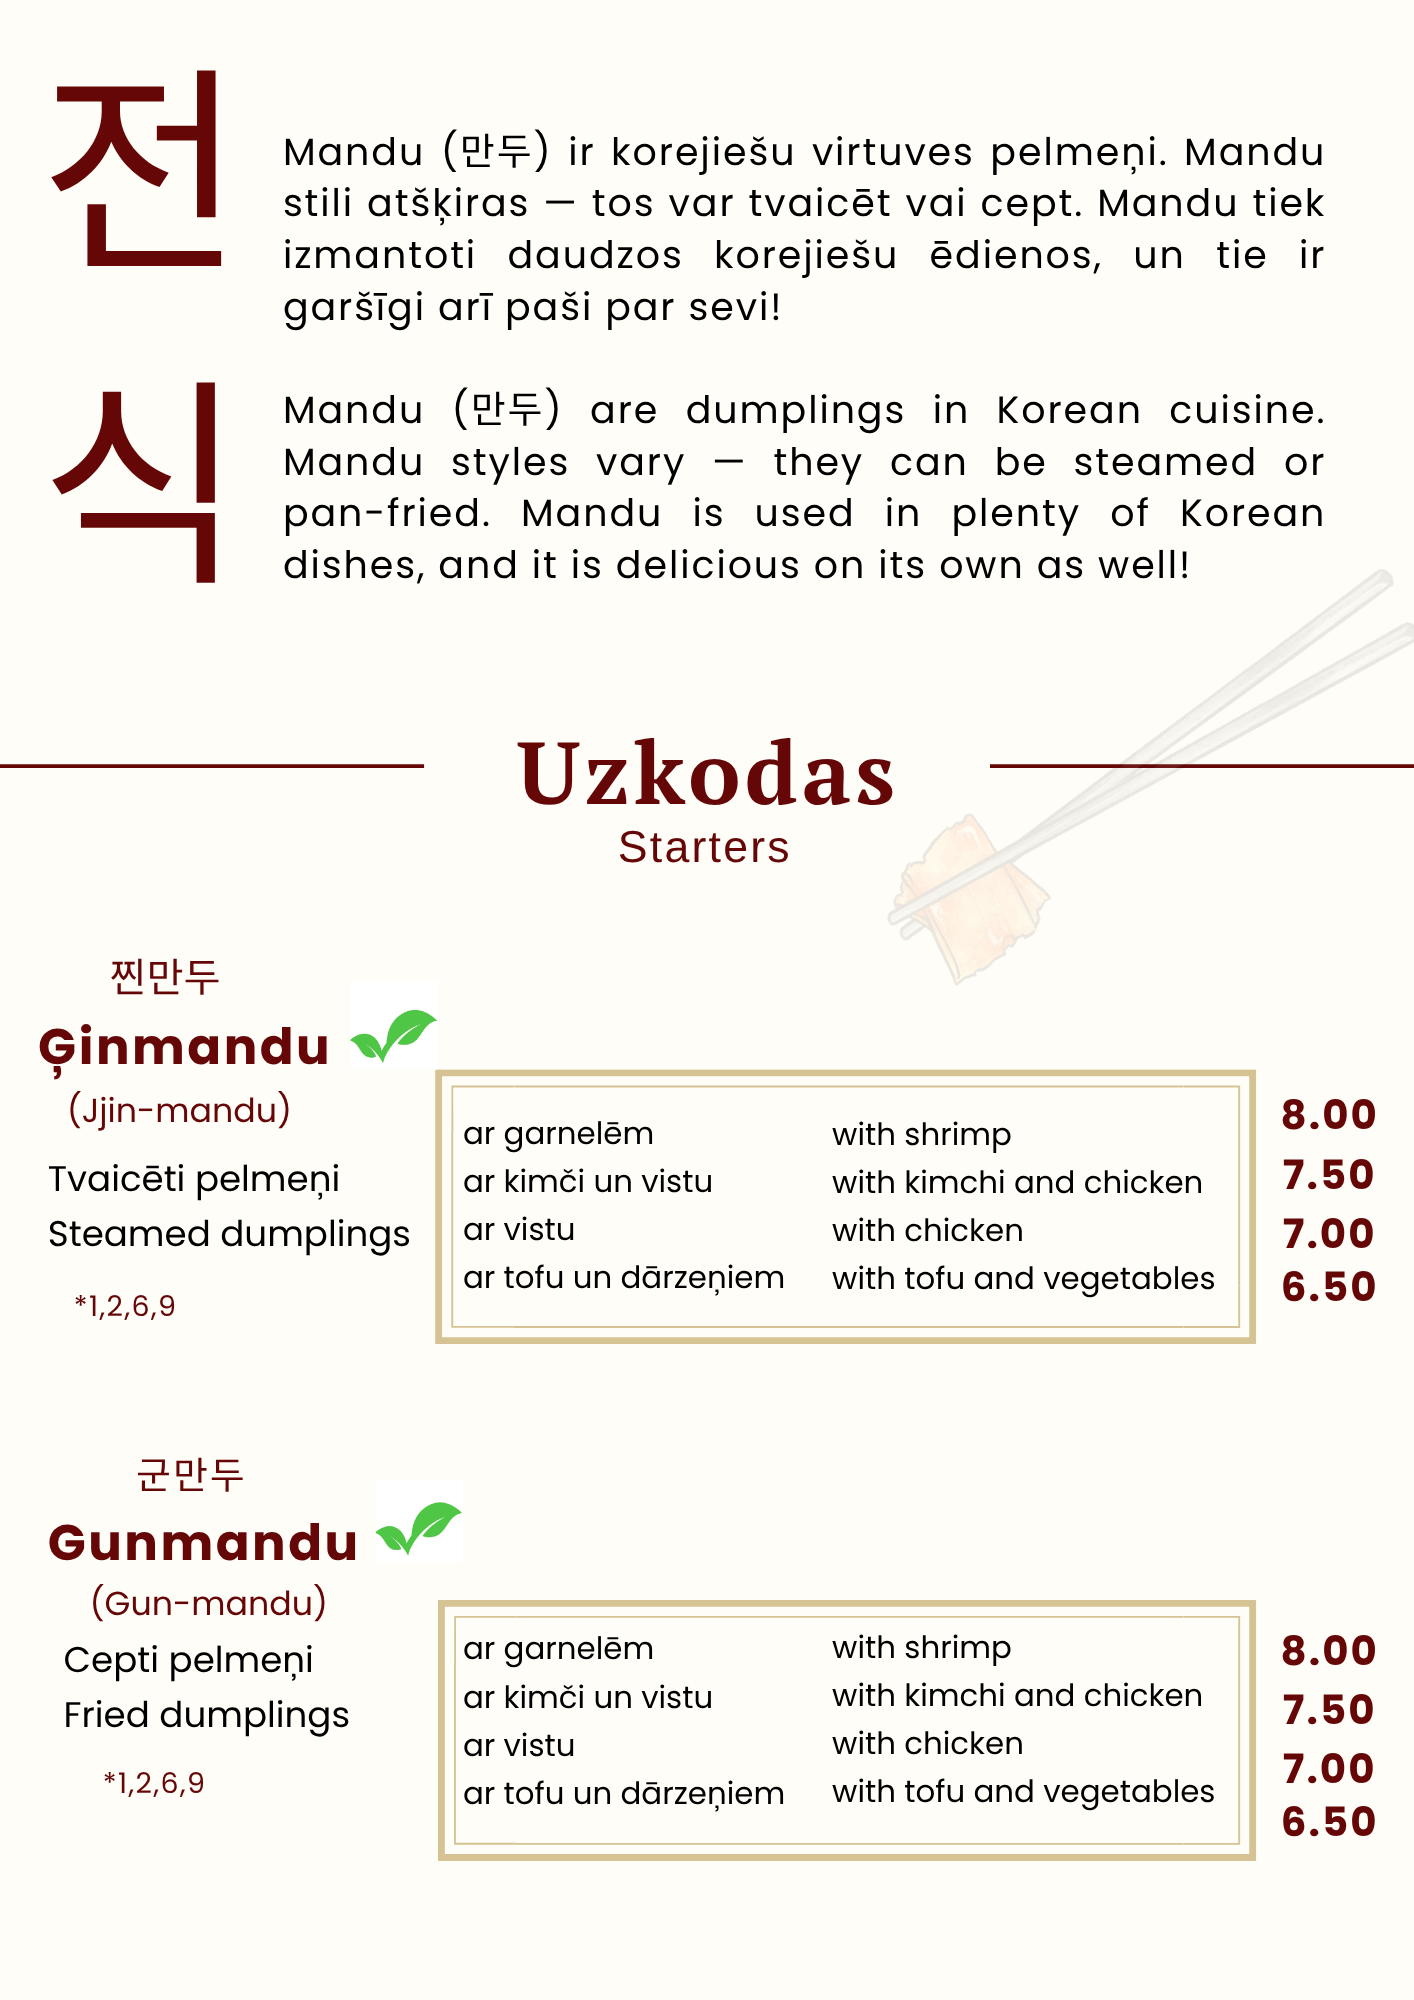 전
식
Mandu (만두) ir korejiešu virtuves pelmeņi. Mandu
stili atšķiras — tos var tvaicēt vai cept. Mandu tiek
izmantoti daudzos korejiešu ēdienos, un tie ir
garšīgi arī paši par sevi!
Mandu (만두) are dumplings in Korean cuisine.
Mandu styles vary — they can be steamed or
pan-fried. Mandu is used in plenty of Korean
dishes, and it is delicious on its own as well!
Uzkodas
Starters
찐만두
Ģinmandu
(Jjin-mandu)
Tvaicēti pelmeņi
Steamed dumplings
*1,2,6,9
ar garnelēm with shrimp 8.00
ar kimči un vistu with kimchi and chicken 7.50
ar vistu with chicken 7.00
ar tofu un dārzeņiem with tofu and vegetables 6.50
군만두
Gunmandu
(Gun-mandu)
Cepti pelmeņi
Fried dumplings
*1,2,6,9
ar garnelēm with shrimp 8.00
ar kimči un vistu with kimchi and chicken 7.50
ar vistu with chicken 7.00
ar tofu un dārzeņiem with tofu and vegetables 6.50